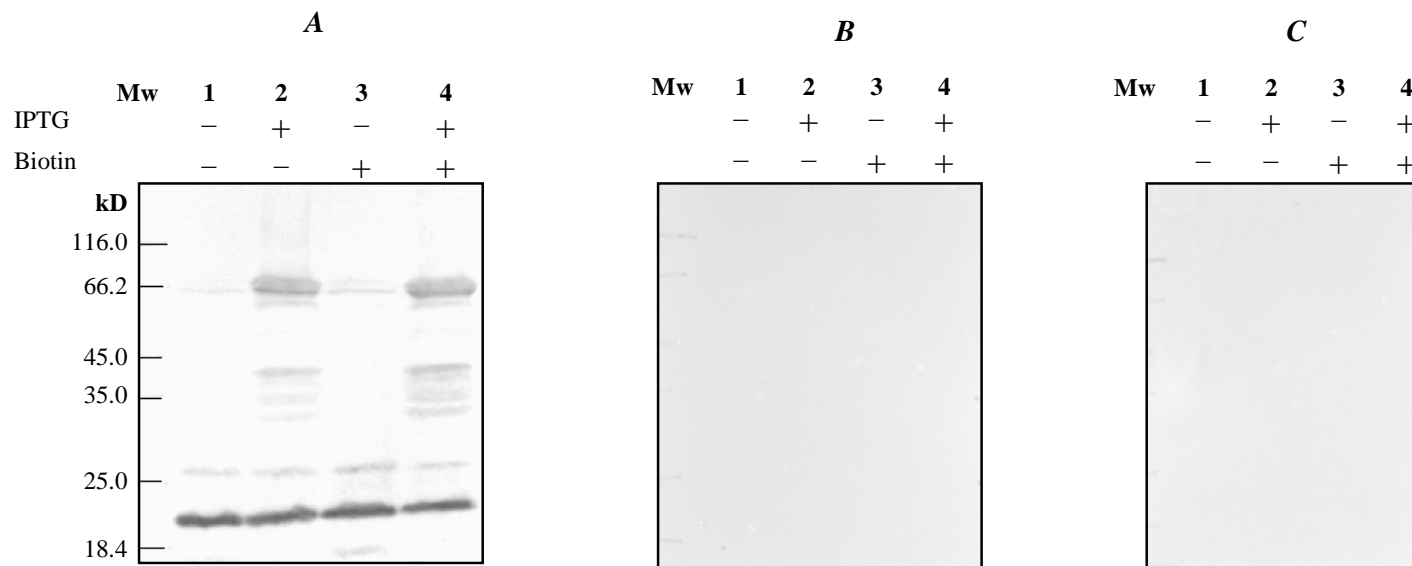 A
B
C
Mw 1 2 3 4
Mw 1 2 3 4
Mw 1 2 3 4
IPTG – + – +
– + – +
– + – +
Biotin – – + +
– – + +
– – + +
kD
116.0
66.2
45.0
35.0
25.0
18.4